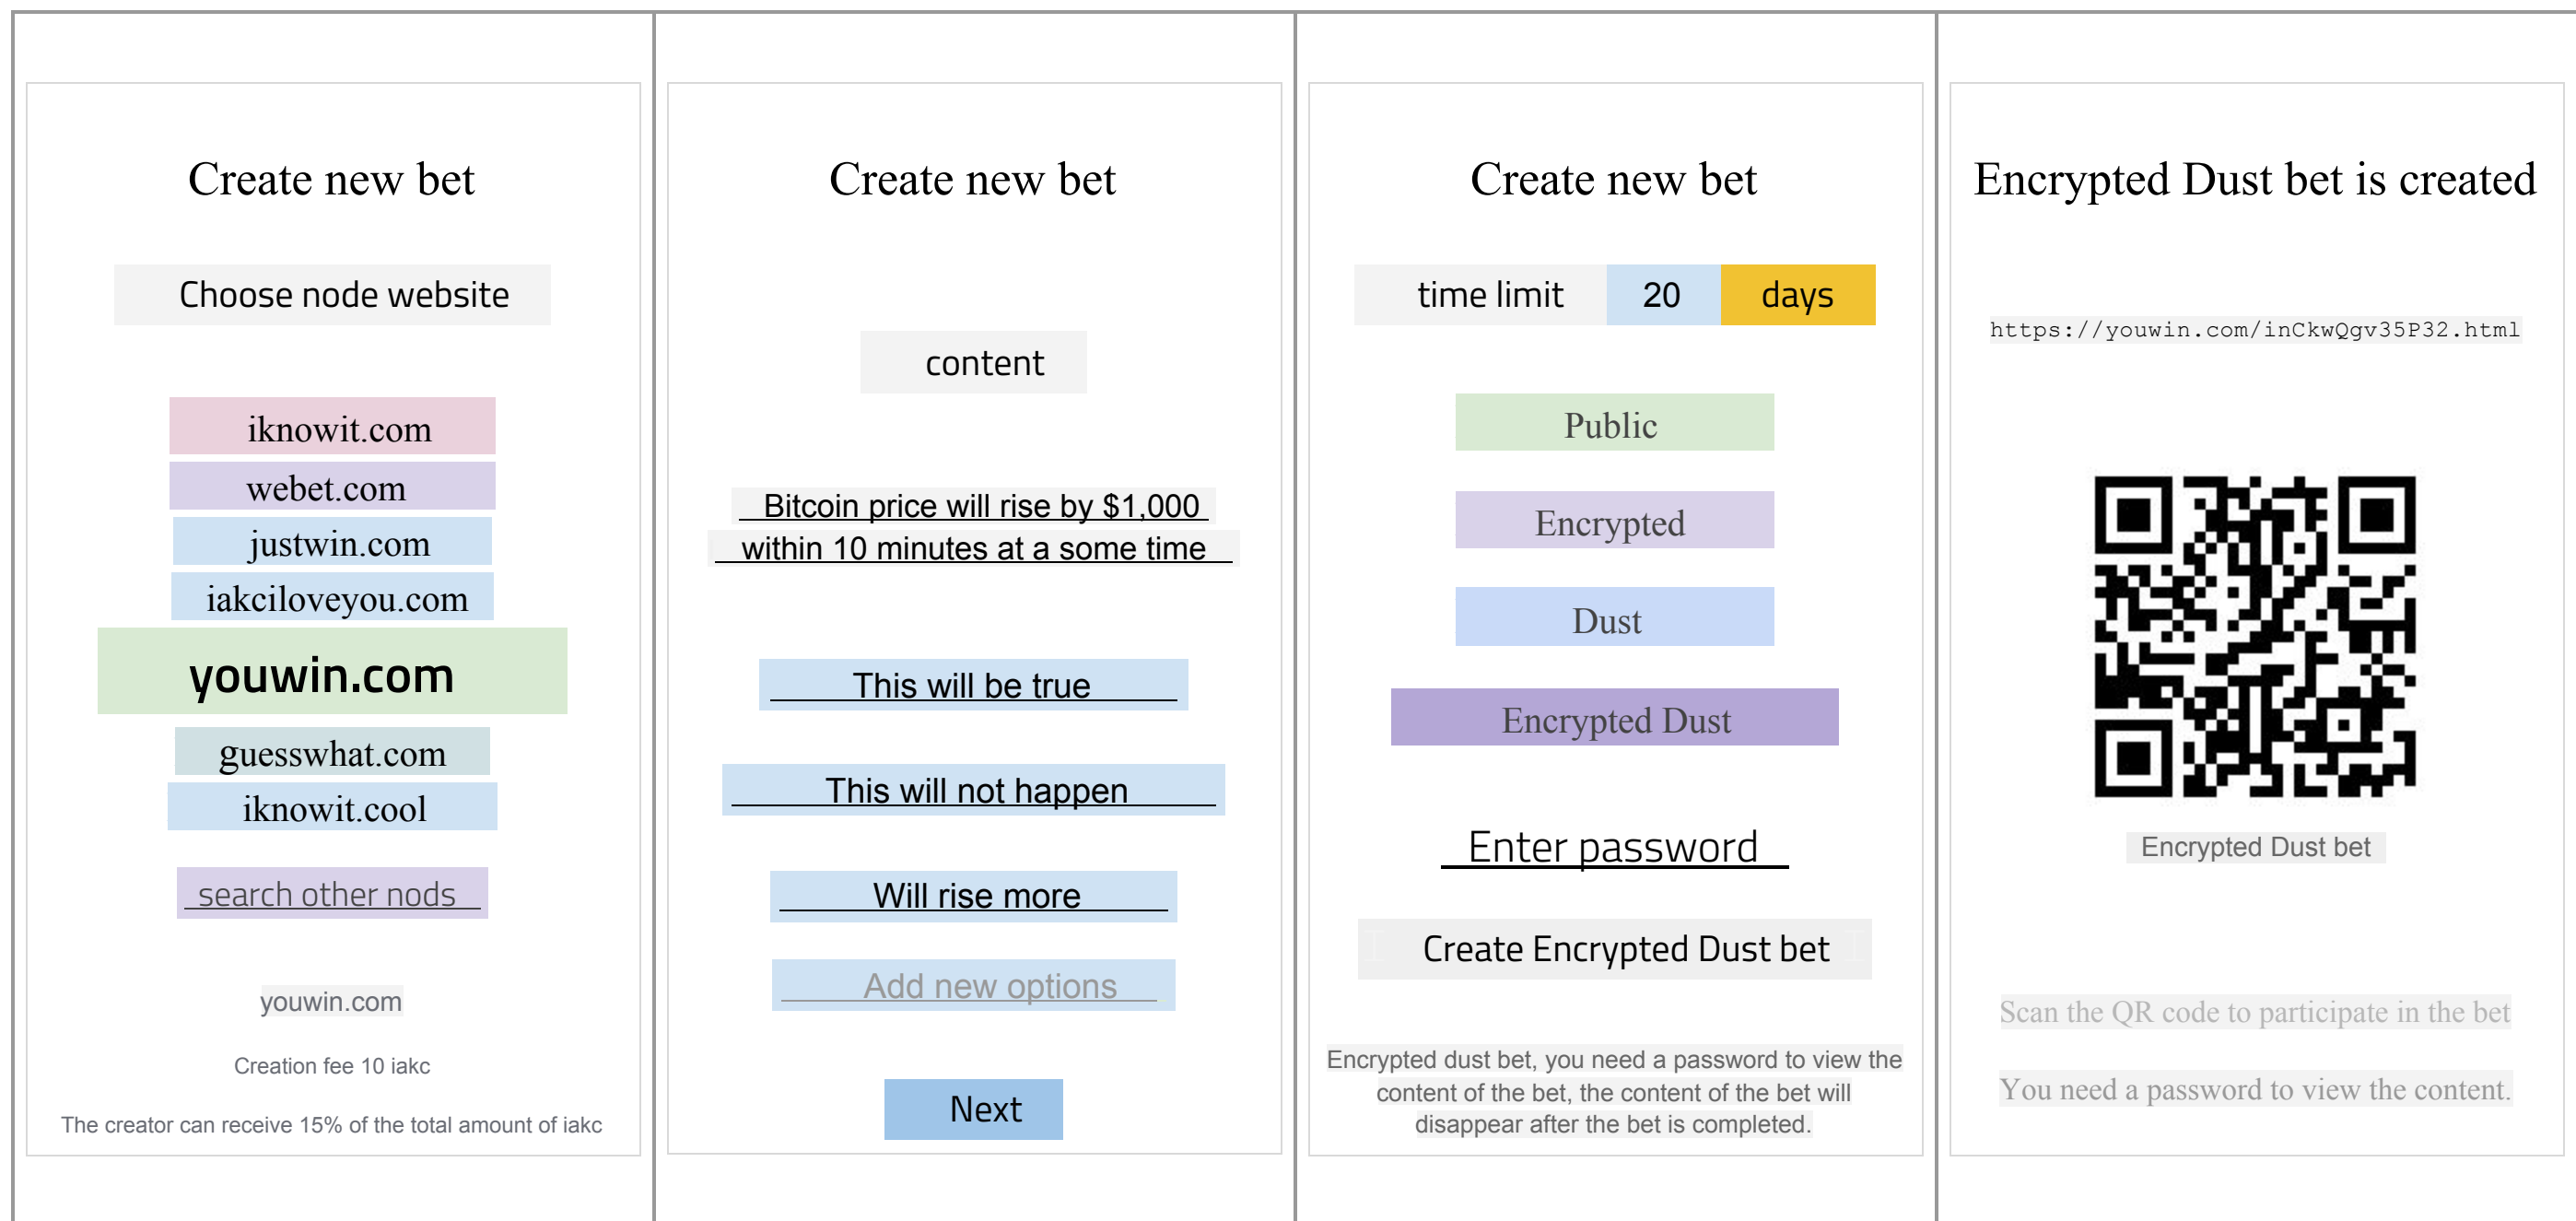 Create new bet
Choose node website
iknowit.com
webet.com
justwin.com
iakciloveyou.com
youwin.com
guesswhat.com
iknowit.cool
search other nods
youwin.com
Creation fee 10 iakc
The creator can receive 15% of the total amount of iakc
Create new bet
content
Bitcoin price will rise by $1,000
within 10 minutes at a some time
This will be true
This will not happen
Will rise more
Add new options
Next
Create new bet
time limit 20 days
Public
Encrypted
Dust
Encrypted Dust
Enter password
Create Encrypted Dust bet
Encrypted dust bet, you need a password to view the
content of the bet, the content of the bet will
disappear after the bet is completed.
Encrypted Dust bet is created
https://youwin.com/inCkwQgv35P32.html
Encrypted Dust bet
Scan the QR code to participate in the bet
You need a password to view the content.